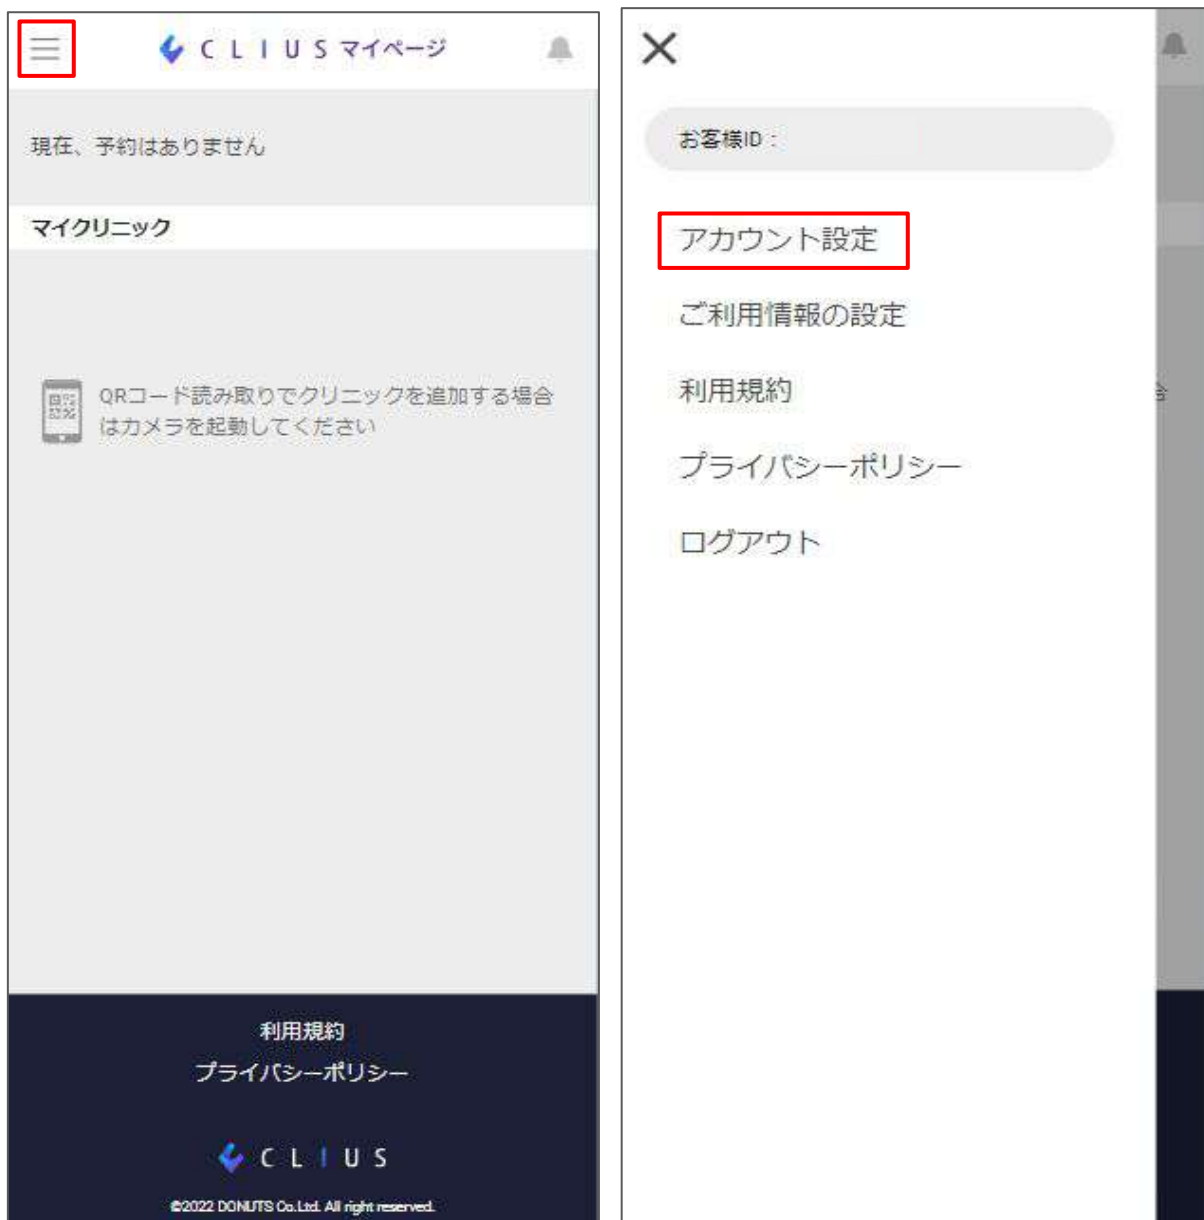 CLIUSマイページ
現在、予約はありません
マイクリニック
QRコード読み取りでクリニックを追加する場合
はカメラを起動してください
利用規約
プライバシーポリシー
CLIUS
©2022 DONUTS Co.Ltd. All right reserved.
お客様ID：
アカウント設定
ご利用情報の設定
利用規約
合
プライバシーポリシー
ログアウト